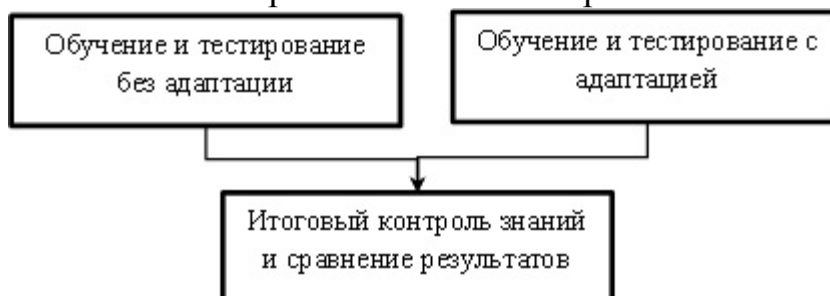 Обучение и тестирование
без адаптации
Обучение и тестирование с
адаптацией
Итоговый контроль знаний
и сравнение результатов